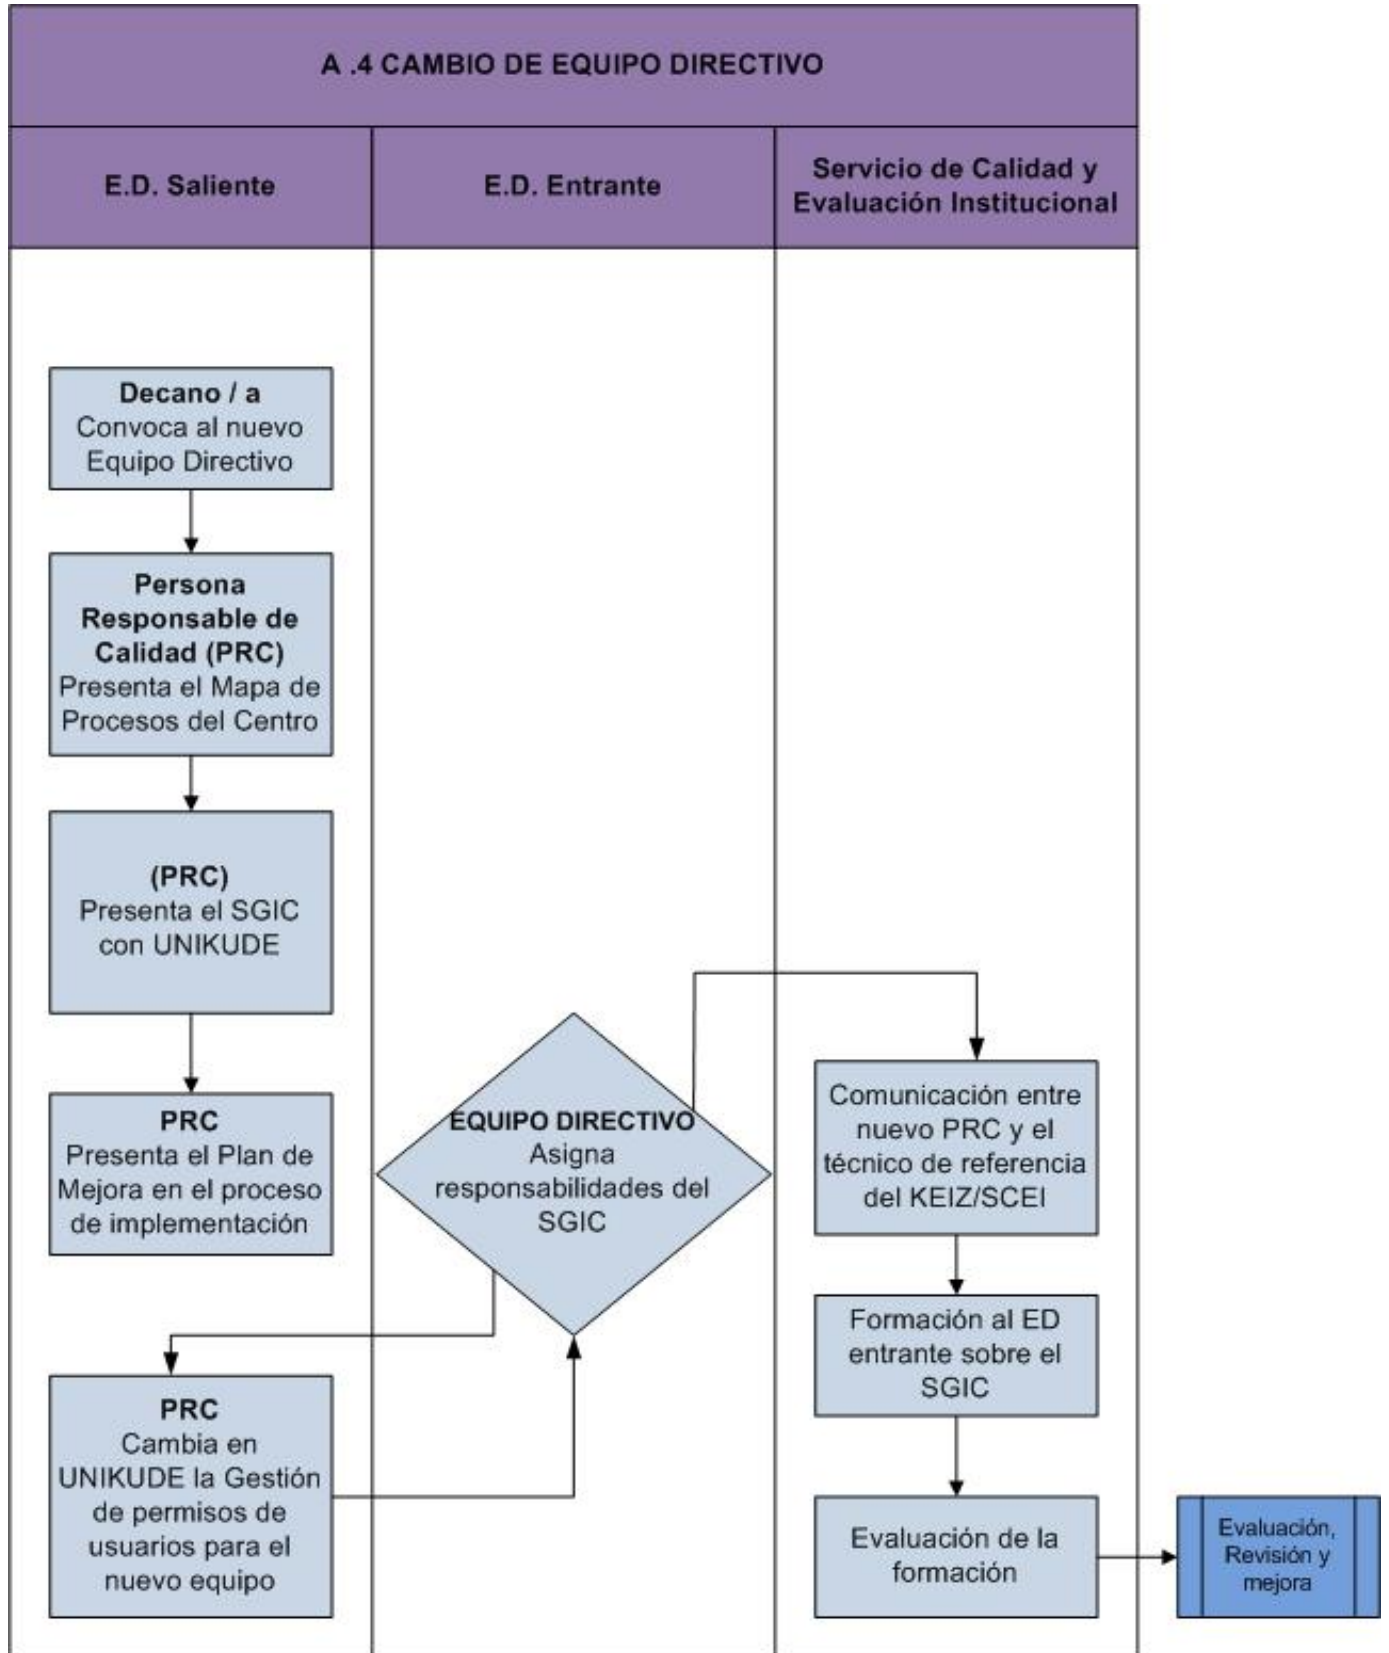 A .4 CAMBIO DE EQUIPO DIRECTIVO
E.D. Saliente
E.D. Entrante
Servicio de Calidad y
Evaluación Institucional
Decano / a
Convoca al nuevo
Equipo Directivo
Persona
Responsable de
Calidad (PRC)
Presenta el Mapa de
Procesos del Centro
(PRC)
Presenta el SGIC
con UNIKUDE
PRC
Presenta el Plan de
Mejora en el proceso
de implementación
EQUIPO DIRECTIVO
Asigna
responsabilidades del
SGIC
PRC
Cambia en
UNIKUDE la Gestión
de permisos de
usuarios para el
nuevo equipo
Comunicación entre
nuevo PRC y el
técnico de referencia
del KEIZ/SCEI
Formación al ED
entrante sobre el
SGIC
Evaluación de la
formación
Evaluación,
Revisión y
mejora